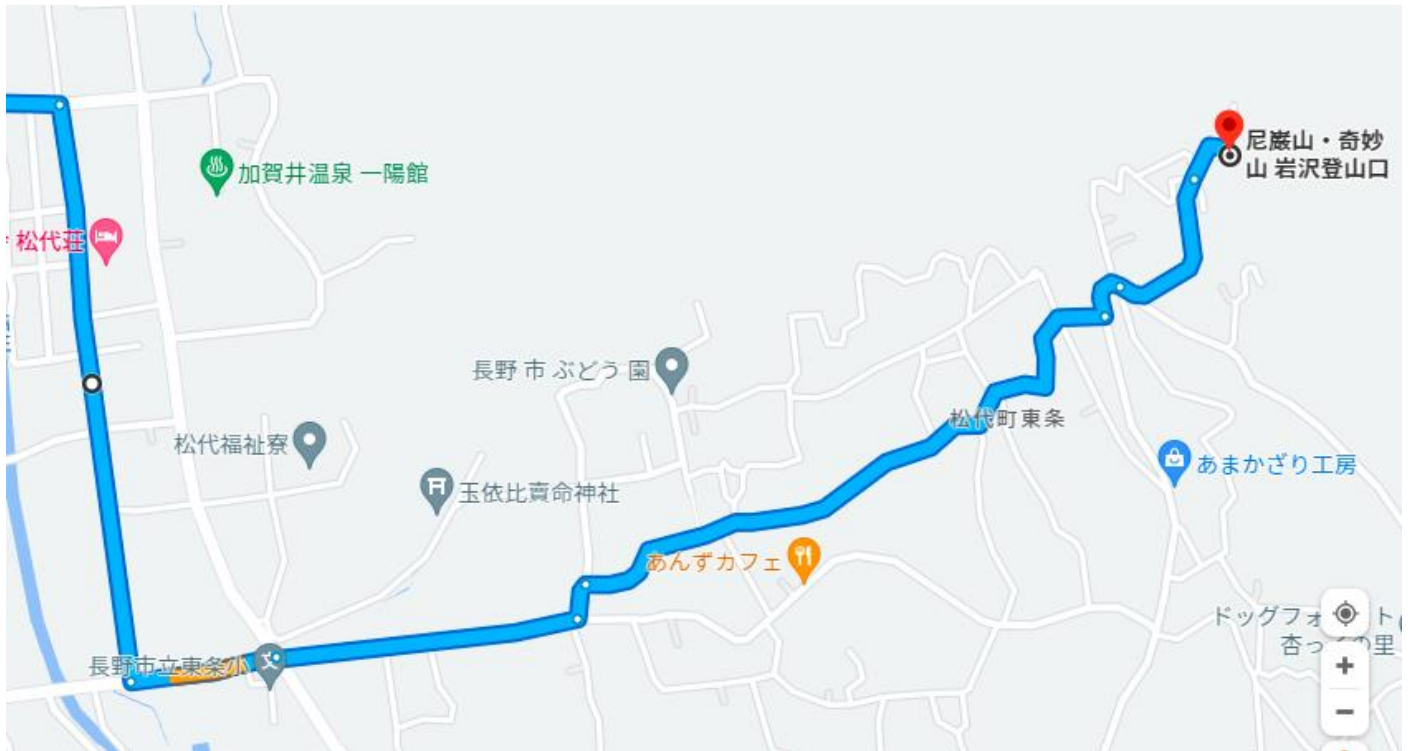 尼巌山・奇妙
山 岩沢登山口
加賀井温泉 一陽館
松代荘
長野 市 ぶどう 園
松代町東条
松代福祉寮
あまかざり工房
玉依比賣命神社
あんずカフェ
ドッグフォ
ト
杏っ
の里
長野市立東条小